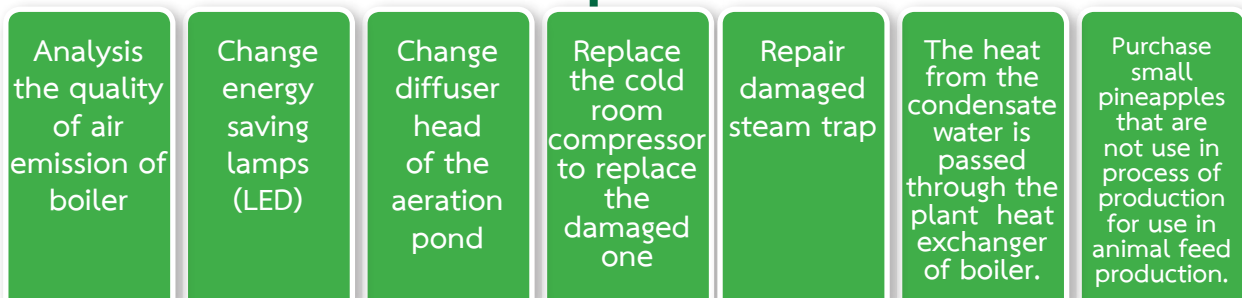 Analysis
the quality
of air
emission of
boiler
Change
energy
saving
lamps
(LED)
Change
diffuser
head
of the
aeration
pond
Replace
the cold
room
compressor
to replace
the
damaged
one
Repair
damaged
steam trap
The heat
from the
condensate
water is
passed
through the
plant heat
exchanger
of boiler.
Purchase
small
pineapples
that are
not use in
process of
production
for use in
animal feed
production.